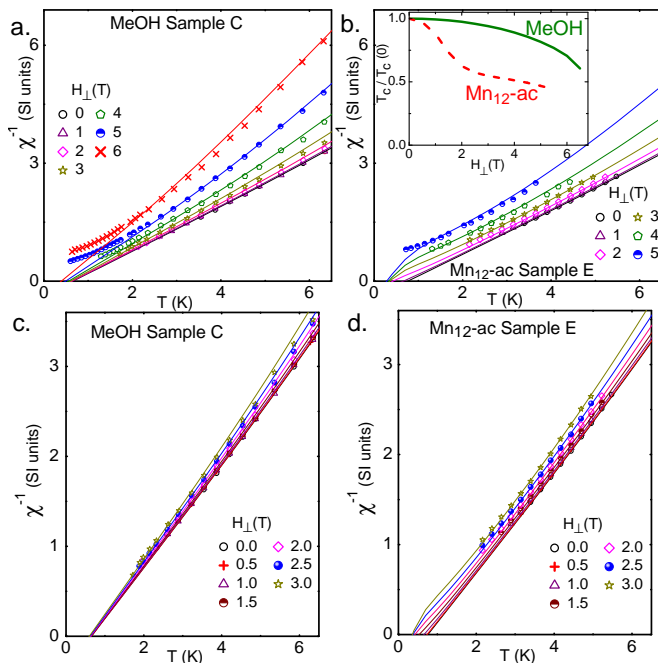 a.
MeOH Sample C
H⊥(T)
0
1
2
3
4
5
6
χ⁻¹ (SI units)
0
3
6
0
2
4
6
T (K)
b.
T_c / T_c (0)
0.0
0.5
1.0
MeOH
Mn₁₂-ac
0
2
4
6
H⊥(T)
H⊥(T)
0
1
2
3
4
5
Mn₁₂-ac Sample E
0
3
6
0
2
4
6
T (K)
c.
MeOH Sample C
H⊥(T)
0.0
0.5
1.0
1.5
2.0
2.5
3.0
χ⁻¹ (SI units)
0
1
2
3
0
2
4
6
T (K)
d.
Mn₁₂-ac Sample E
H⊥(T)
0.0
0.5
1.0
1.5
2.0
2.5
3.0
χ⁻¹ (SI units)
0
1
2
3
0
2
4
6
T (K)